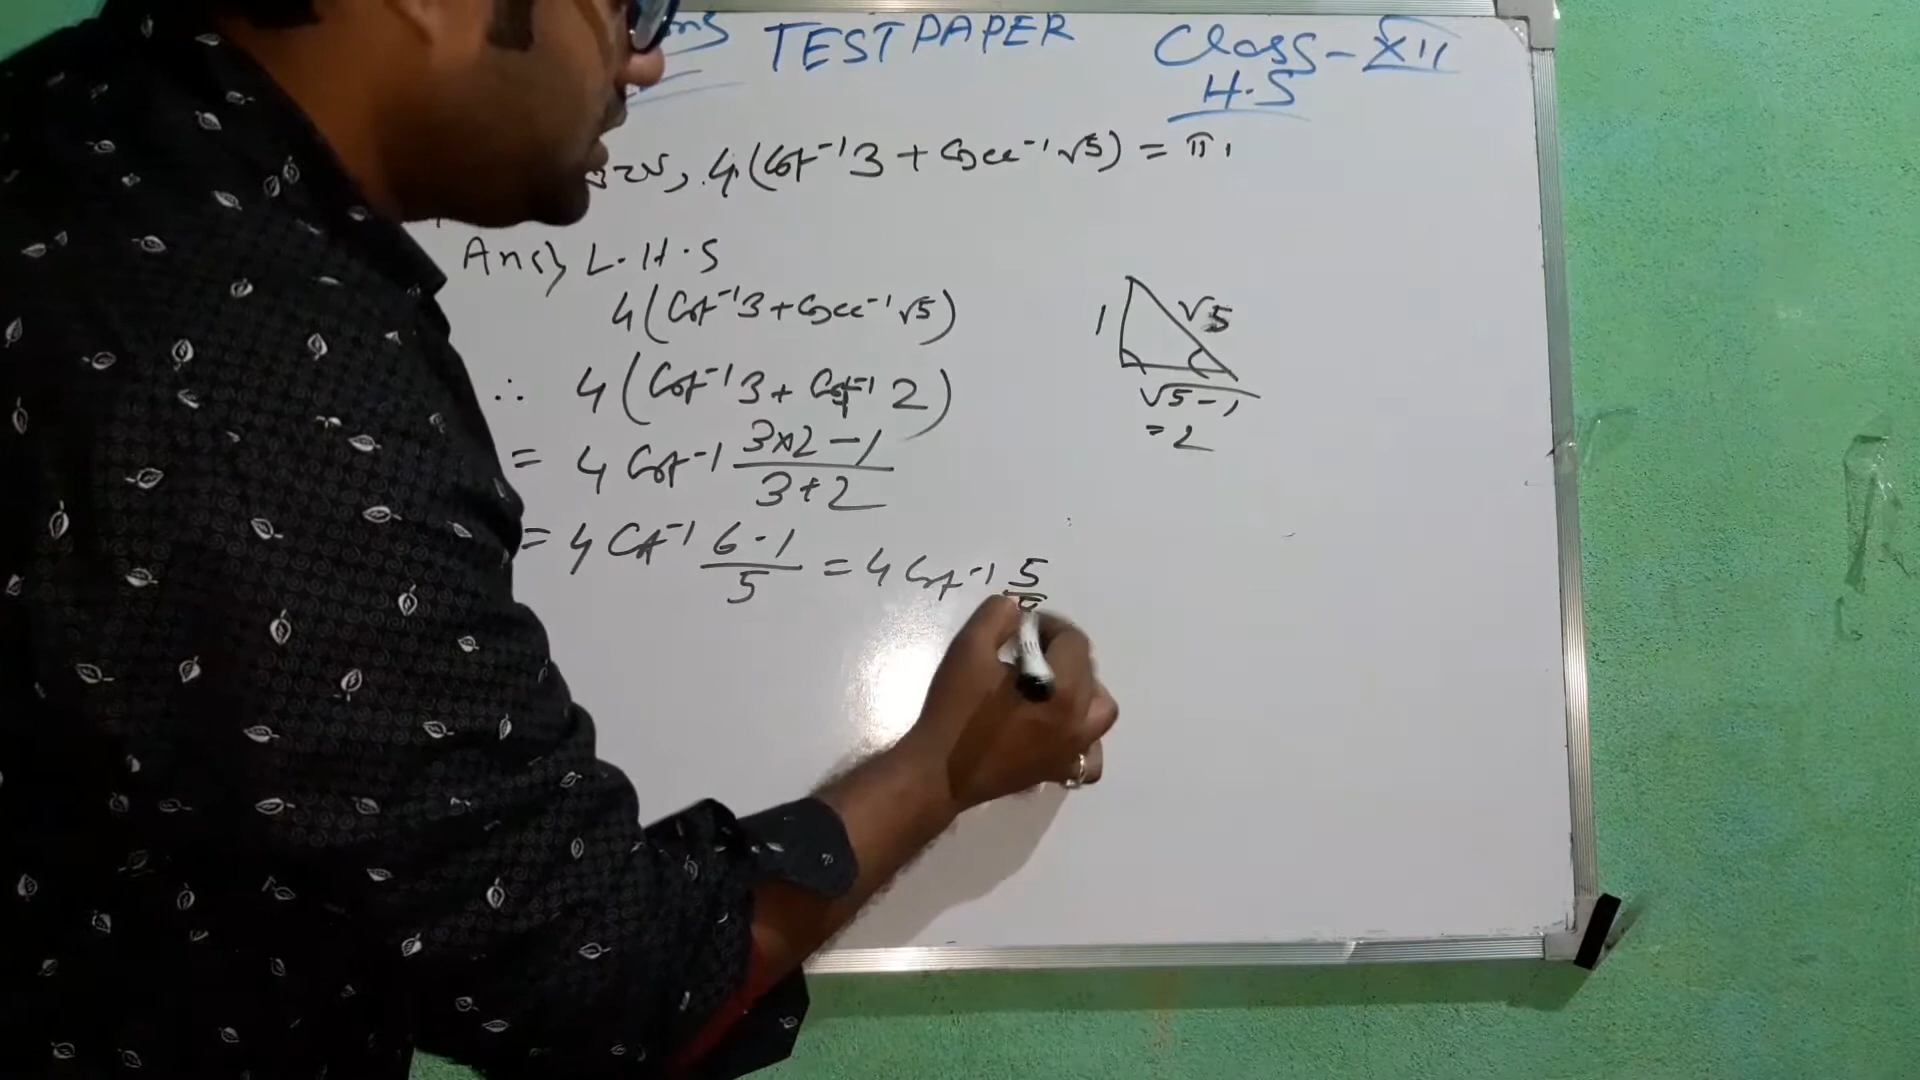 TEST PAPER Class-XII
H.S
4(Cot⁻¹3 + Cosec⁻¹√5) = π.
Ans) L.H.S
4(Cot⁻¹3 + Cosec⁻¹√5)
∴ 4(Cot⁻¹3 + Cot⁻¹2)
= 4 Cot⁻¹ (3×2-1)/(3+2)
= 4 Cot⁻¹ (6-1)/5 = 4 Cot⁻¹ 5/5
1
√5
√5-1
= 2